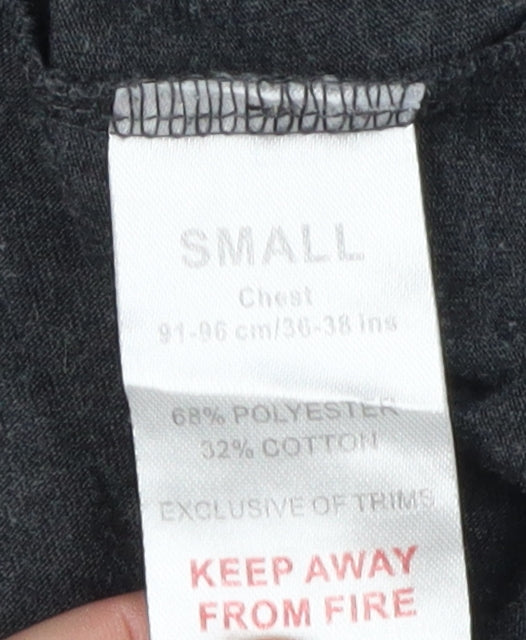 SMALL
Chest
91-96 cm/36-38 ins
68% POLYESTER
32% COTTON
EXCLUSIVE OF TRIMS
KEEP AWAY
FROM FIRE